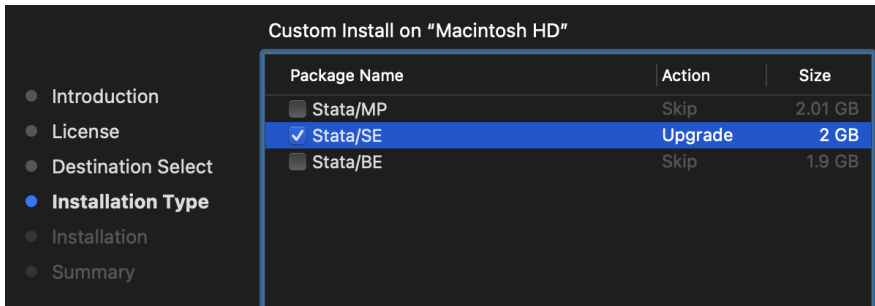 Custom Install on “Macintosh HD”
Introduction
License
Destination Select
Installation Type
Installation
Summary
Package Name Action Size
Stata/MP Skip 2.01 GB
Stata/SE Upgrade 2 GB
Stata/BE Skip 1.9 GB